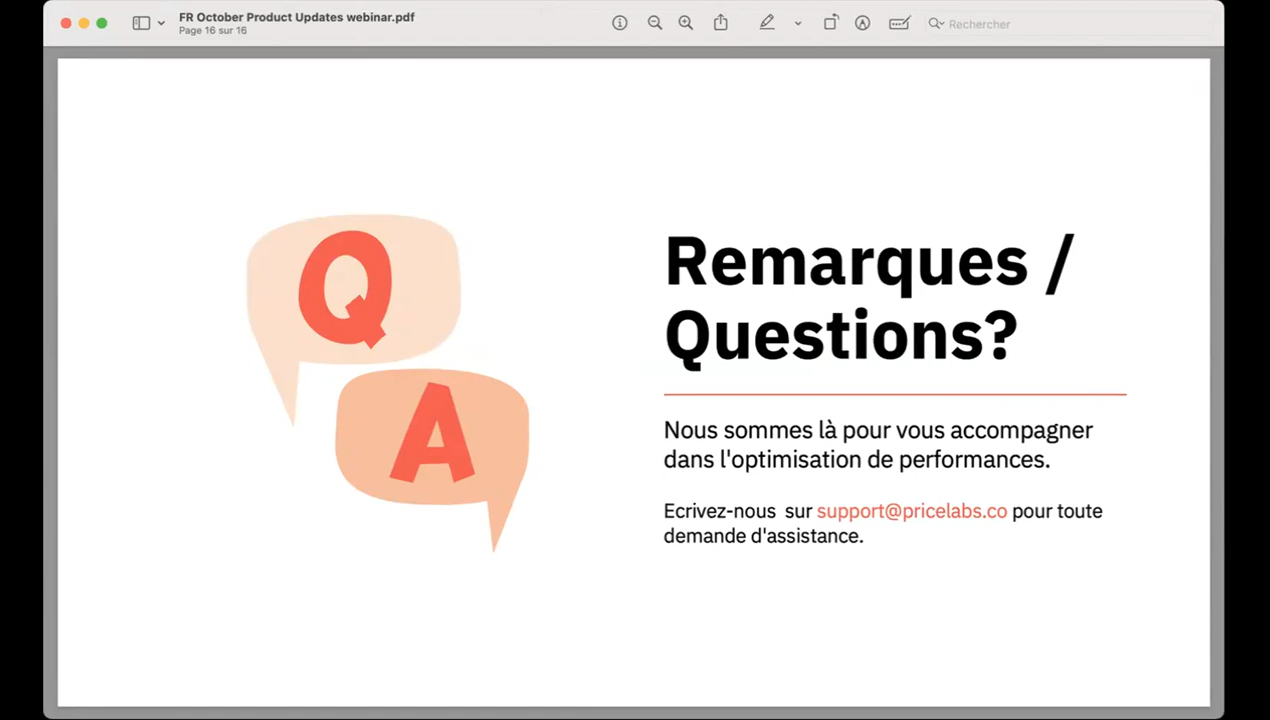 FR October Product Updates webinar.pdf
Page 16 sur 16
Rechercher
Q
A
Remarques /
Questions?
Nous sommes là pour vous accompagner
dans l'optimisation de performances.
Ecrivez-nous sur support@pricelabs.co pour toute
demande d'assistance.